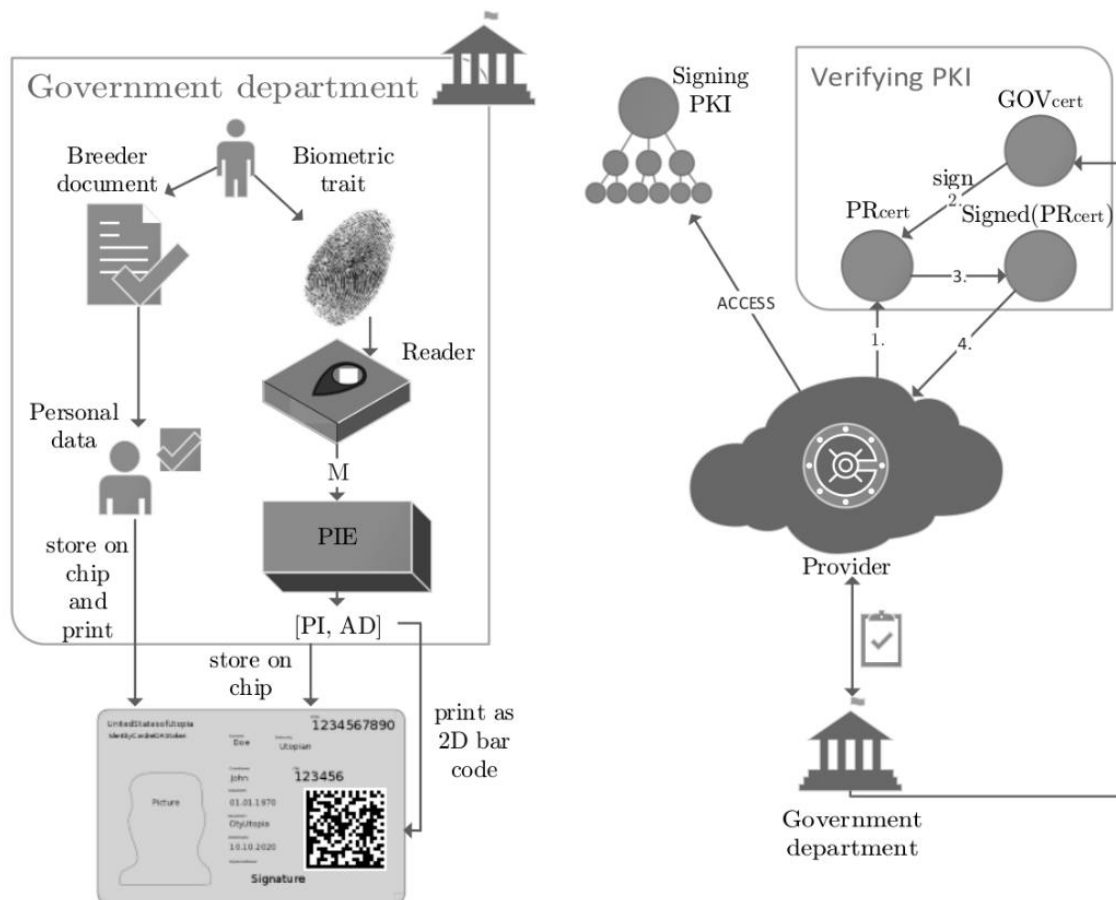 Government department
Breeder
document
Biometric
trait
Reader
Personal
data
M
PIE
store on
chip
and
print
[PI, AD]
store on
chip
print as
2D bar
code
UnitedStatesofUtopia
1234567890
Doe
Utopian
John
123456
Picture
01.01.1970
CityUtopia
10.10.2020
Signature
Signing
PKI
Verifying PKI
GOVcert
sign
2.
PRcert
Signed(PRcert)
3.
ACCESS
1.
4.
Provider
Government
department